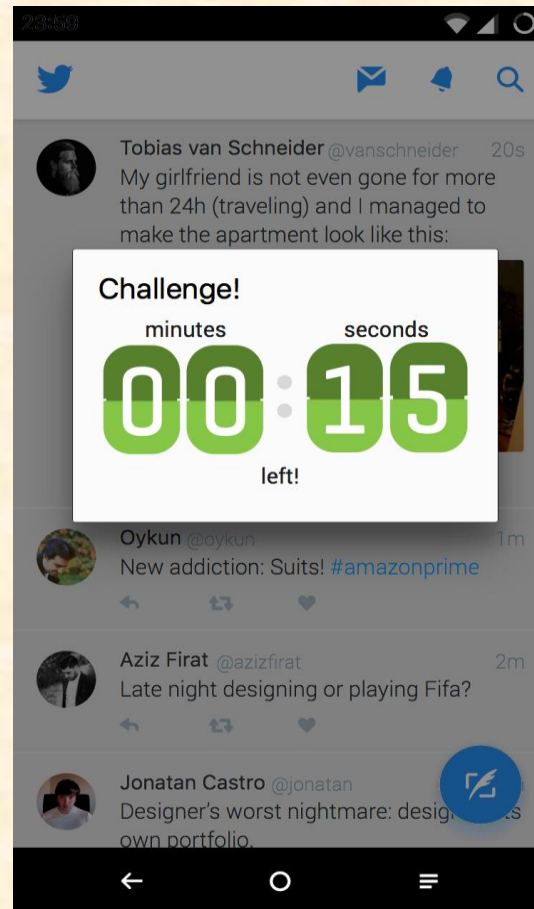 23:59
Tobias van Schneider @vanschneider 20s
My girlfriend is not even gone for more
than 24h (traveling) and I managed to
make the apartment look like this:
Challenge!
minutes seconds
00:15
left!
Oykun @oykun 1m
New addiction: Suits! #amazonprime
Aziz Firat @azizfirat 2m
Late night designing or playing Fifa?
Jonatan Castro @jonatan
Designer's worst nightmare:
own portfolio.